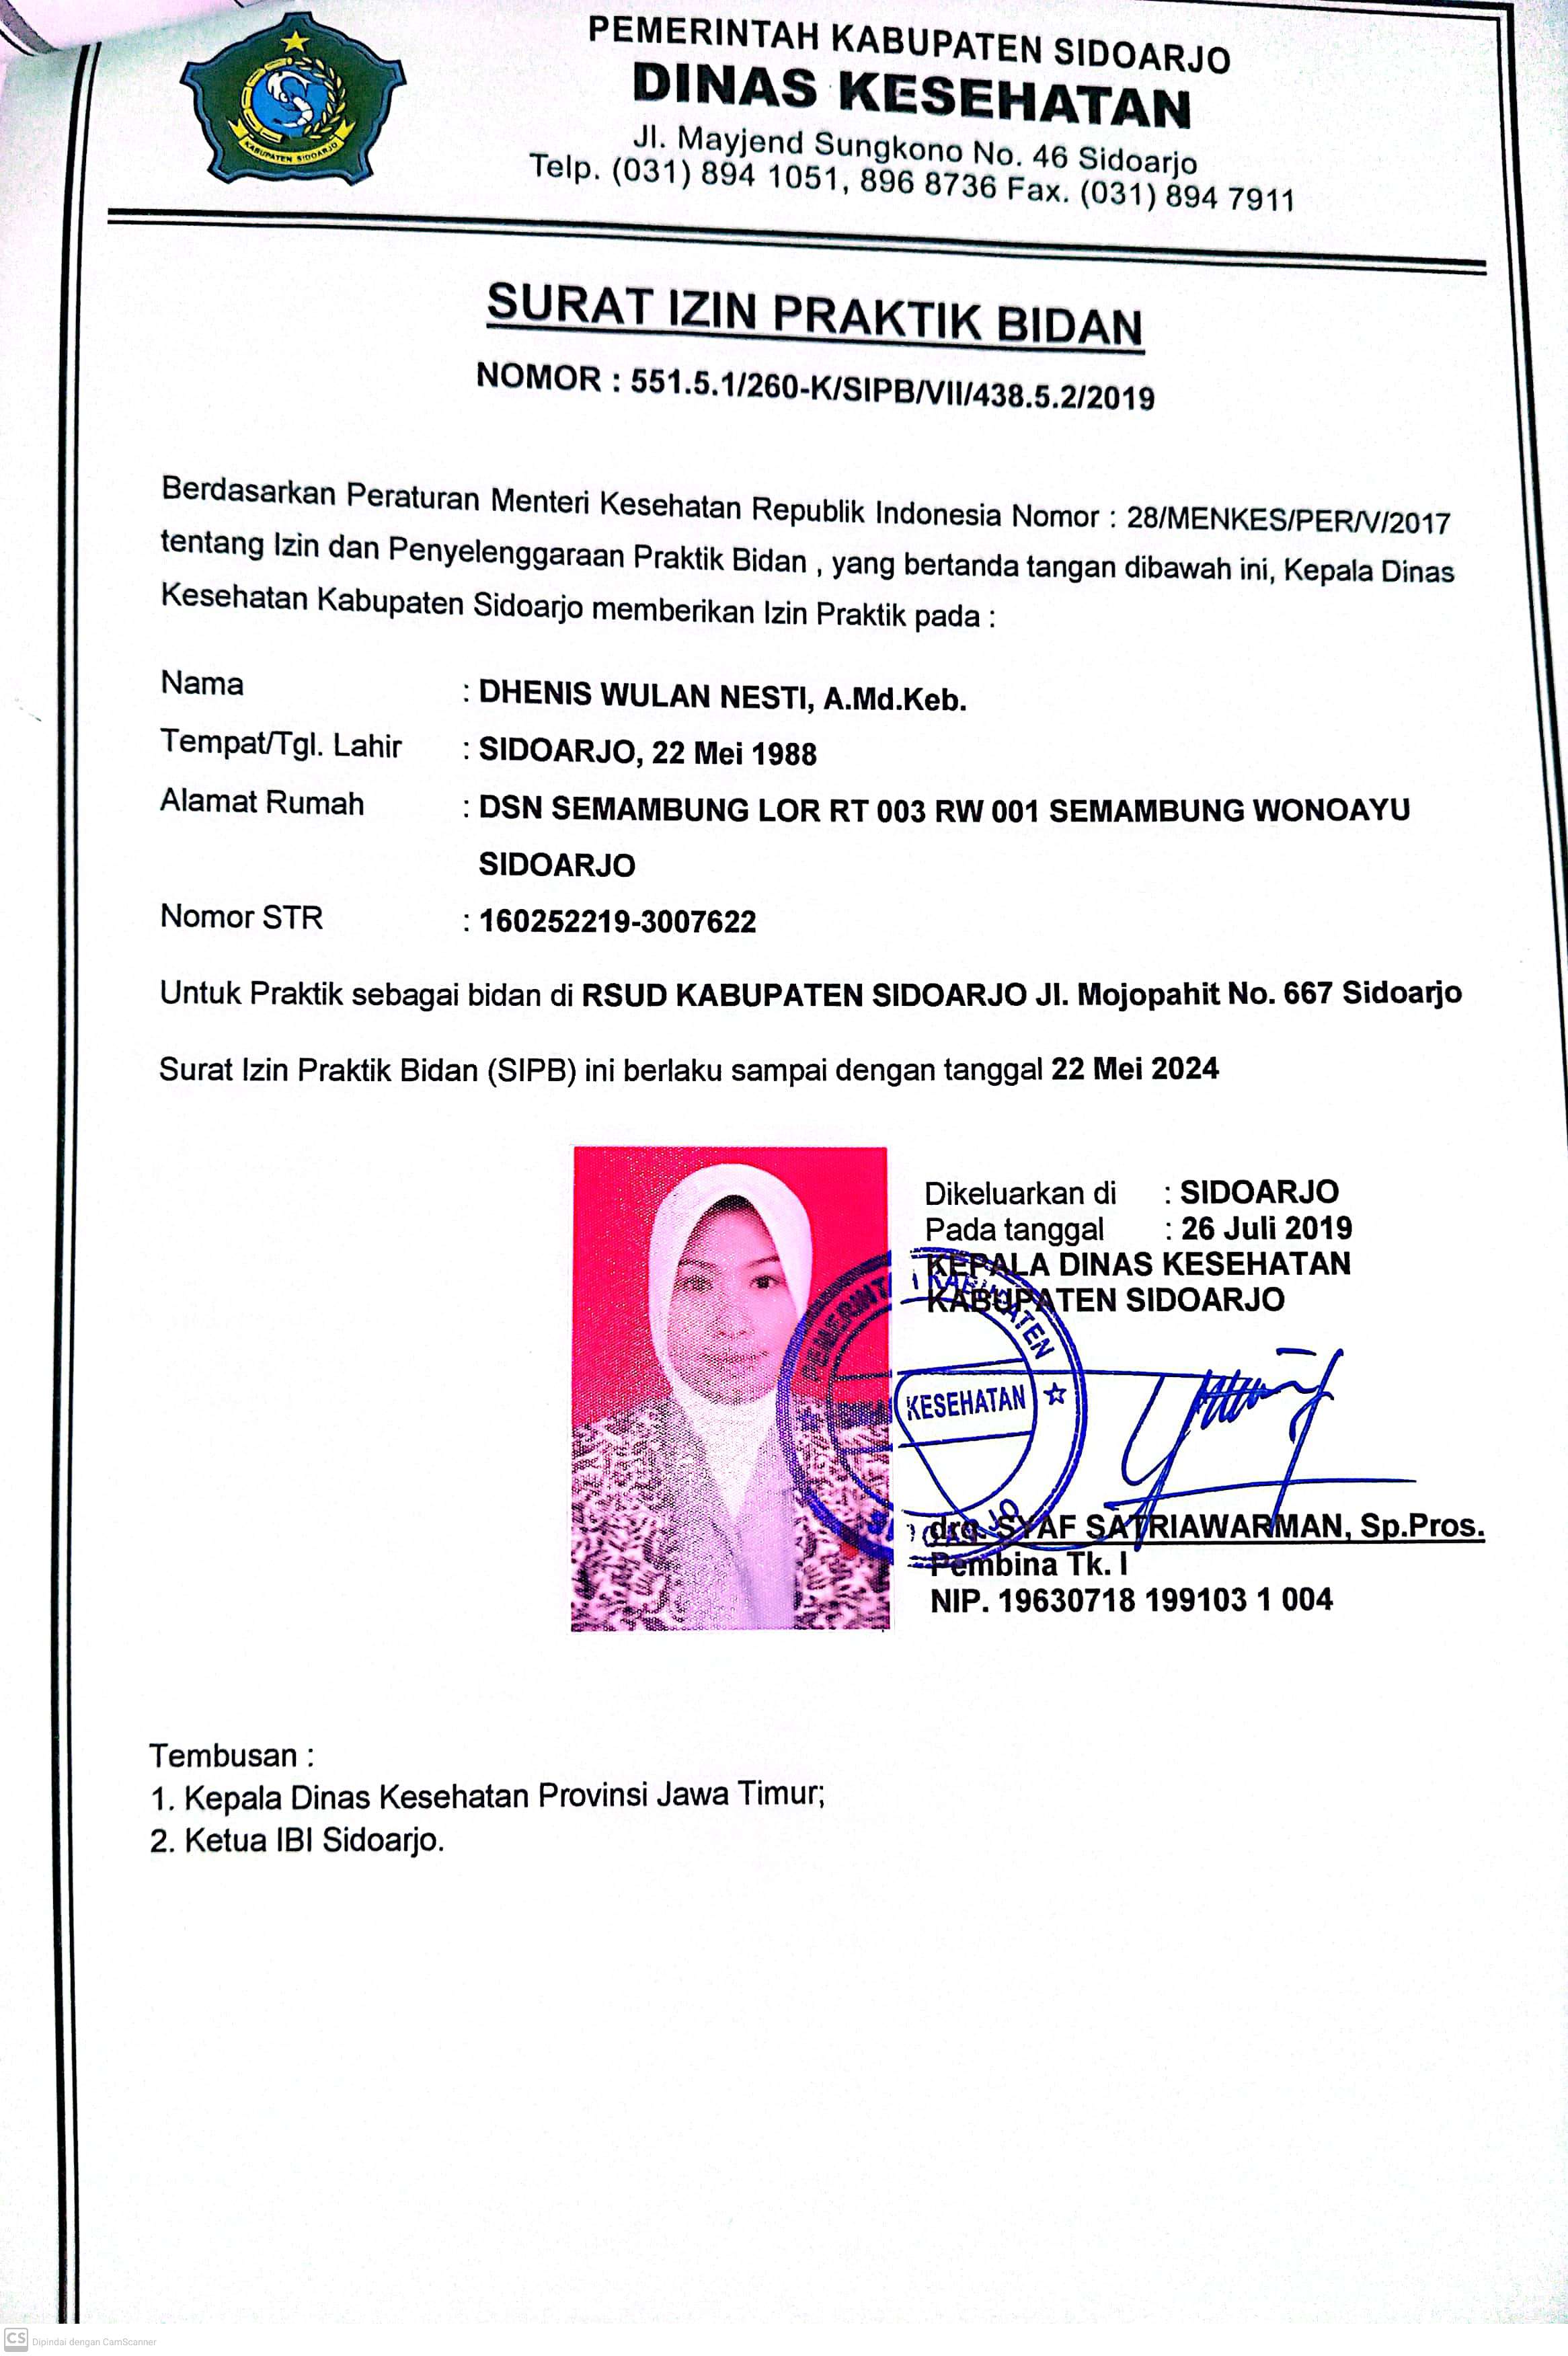 KABUPATEN SIDOARJO
PEMERINTAH KABUPATEN SIDOARJO
DINAS KESEHATAN
Jl. Mayjend Sungkono No. 46 Sidoarjo
Telp. (031) 894 1051, 896 8736 Fax. (031) 894 7911
SURAT IZIN PRAKTIK BIDAN
NOMOR : 551.5.1/260-K/SIPB/VII/438.5.2/2019
Berdasarkan Peraturan Menteri Kesehatan Republik Indonesia Nomor : 28/MENKES/PER/V/2017
tentang Izin dan Penyelenggaraan Praktik Bidan , yang bertanda tangan dibawah ini, Kepala Dinas
Kesehatan Kabupaten Sidoarjo memberikan Izin Praktik pada :
Nama : DHENIS WULAN NESTI, A.Md.Keb.
Tempat/Tgl. Lahir : SIDOARJO, 22 Mei 1988
Alamat Rumah : DSN SEMAMBUNG LOR RT 003 RW 001 SEMAMBUNG WONOAYU
SIDOARJO
Nomor STR : 160252219-3007622
Untuk Praktik sebagai bidan di RSUD KABUPATEN SIDOARJO Jl. Mojopahit No. 667 Sidoarjo
Surat Izin Praktik Bidan (SIPB) ini berlaku sampai dengan tanggal 22 Mei 2024
Dikeluarkan di : SIDOARJO
Pada tanggal : 26 Juli 2019
KEPALA DINAS KESEHATAN
KABUPATEN SIDOARJO
KABUPATEN
KESEHATAN
drg. SYAF SATRIAWARMAN, Sp.Pros.
Pembina Tk. I
NIP. 19630718 199103 1 004
Tembusan :
1. Kepala Dinas Kesehatan Provinsi Jawa Timur;
2. Ketua IBI Sidoarjo.
CS Dipindai dengan CamScanner